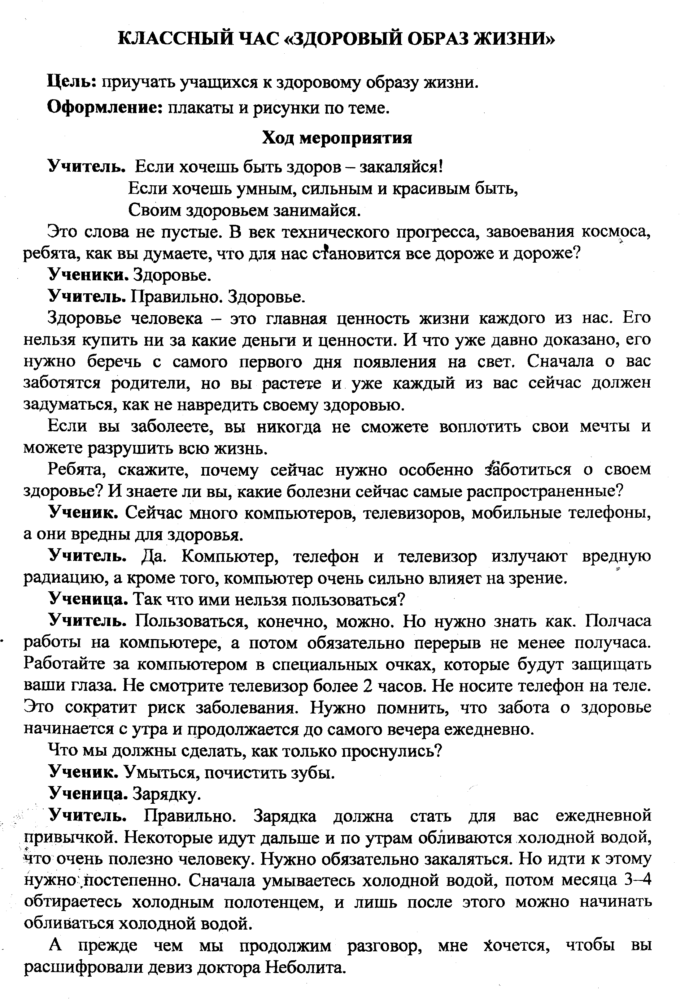 КЛАССНЫЙ ЧАС «ЗДОРОВЫЙ ОБРАЗ ЖИЗНИ»
Цель: приучать учащихся к здоровому образу жизни.
Оформление: плакаты и рисунки по теме.
Ход мероприятия
Учитель. Если хочешь быть здоров – закаляйся!
Если хочешь умным, сильным и красивым быть,
Своим здоровьем занимайся.
Это слова не пустые. В век технического прогресса, завоевания космоса,
ребята, как вы думаете, что для нас становится все дороже и дороже?
Ученики. Здоровье.
Учитель. Правильно. Здоровье.
Здоровье человека – это главная ценность жизни каждого из нас. Его
нельзя купить ни за какие деньги и ценности. И что уже давно доказано, его
нужно беречь с самого первого дня появления на свет. Сначала о вас
заботятся родители, но вы растете и уже каждый из вас сейчас должен
задуматься, как не навредить своему здоровью.
Если вы заболеете, вы никогда не сможете воплотить свои мечты и
можете разрушить всю жизнь.
Ребята, скажите, почему сейчас нужно особенно заботиться о своем
здоровье? И знаете ли вы, какие болезни сейчас самые распространенные?
Ученик. Сейчас много компьютеров, телевизоров, мобильные телефоны,
а они вредны для здоровья.
Учитель. Да. Компьютер, телефон и телевизор излучают вредную
радиацию, а кроме того, компьютер очень сильно влияет на зрение.
Ученица. Так что ими нельзя пользоваться?
Учитель. Пользоваться, конечно, можно. Но нужно знать как. Полчаса
работы на компьютере, а потом обязательно перерыв не менее получаса.
Работайте за компьютером в специальных очках, которые будут защищать
ваши глаза. Не смотрите телевизор более 2 часов. Не носите телефон на теле.
Это сократит риск заболевания. Нужно помнить, что забота о здоровье
начинается с утра и продолжается до самого вечера ежедневно.
Что мы должны сделать, как только проснулись?
Ученик. Умыться, почистить зубы.
Ученица. Зарядку.
Учитель. Правильно. Зарядка должна стать для вас ежедневной
привычкой. Некоторые идут дальше и по утрам обливаются холодной водой,
что очень полезно человеку. Нужно обязательно закаляться. Но идти к этому
нужно постепенно. Сначала умываетесь холодной водой, потом месяца 3–4
обтираетесь холодным полотенцем, и лишь после этого можно начинать
обливаться холодной водой.
А прежде чем мы продолжим разговор, мне хочется, чтобы вы
расшифровали девиз доктора Неболита.